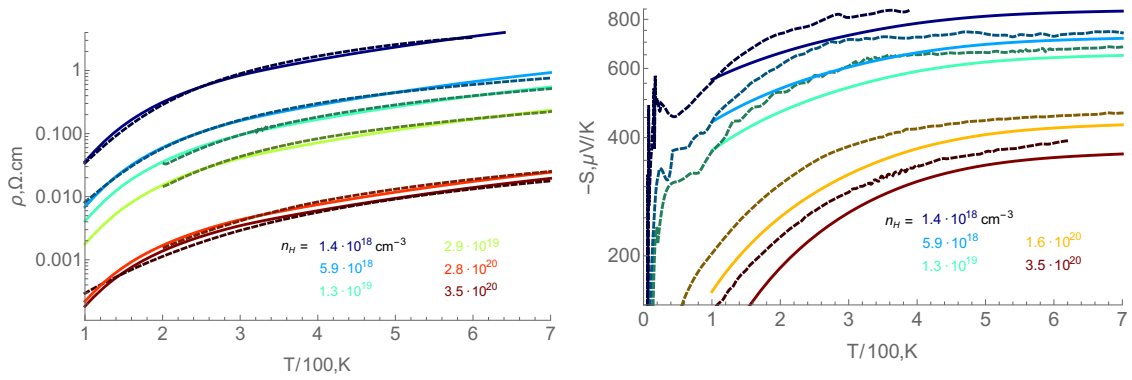 1
0.100
0.010
0.001
ρ,Ω.cm
1 2 3 4 5 6 7
T/100,K
n_H = 1.4·10^18 cm^-3 2.9·10^19
5.9·10^18 2.8·10^20
1.3·10^19 3.5·10^20
800
600
400
200
-S,μV/K
0 1 2 3 4 5 6 7
T/100,K
n_H = 1.4·10^18 cm^-3
5.9·10^18 1.6·10^20
1.3·10^19 3.5·10^20